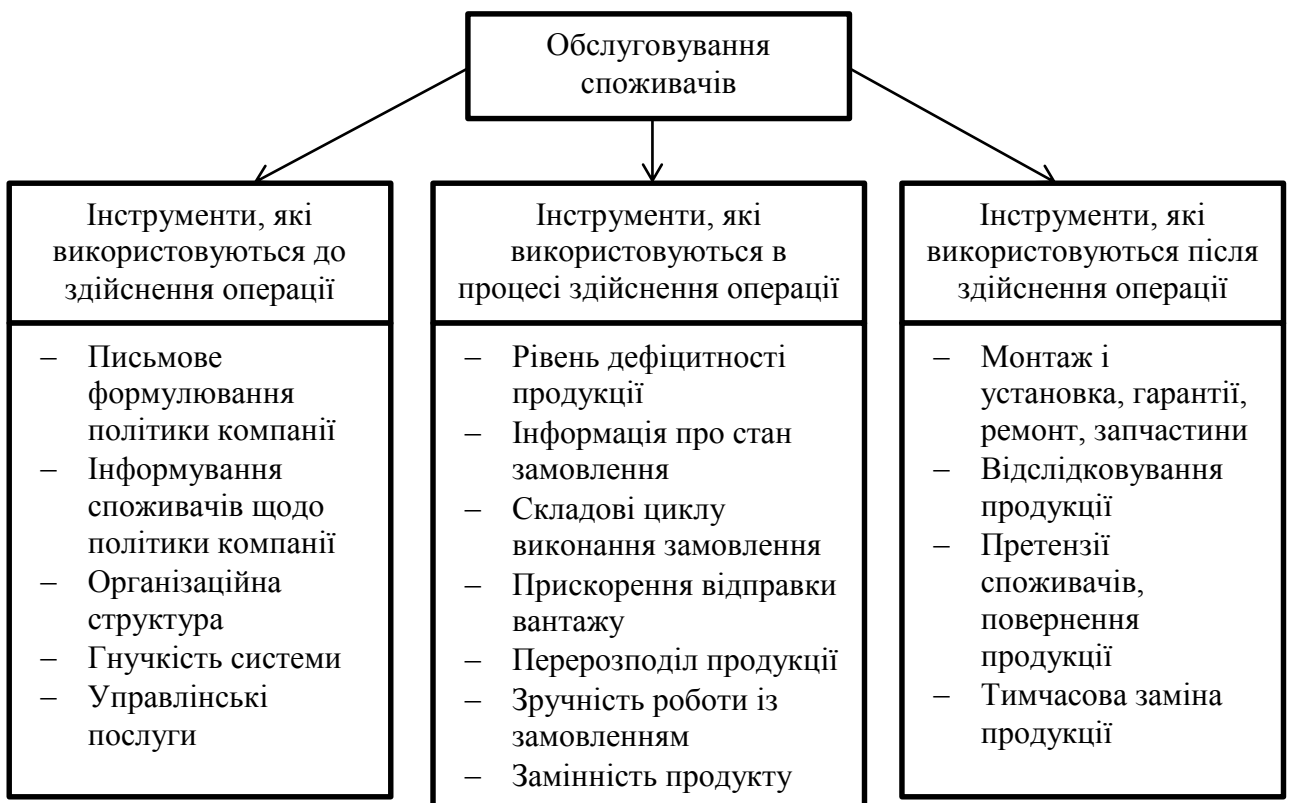 Обслуговування
споживачів
Інструменти, які
використовуються до
здійснення операції
– Письмове
формулювання
політики компанії
– Інформування
споживачів щодо
політики компанії
– Організаційна
структура
– Гнучкість системи
– Управлінські
послуги
Інструменти, які
використовуються в
процесі здійснення операції
– Рівень дефіцитності
продукції
– Інформація про стан
замовлення
– Складові циклу
виконання замовлення
– Прискорення відправки
вантажу
– Перерозподіл продукції
– Зручність роботи із
замовленням
– Замінність продукту
Інструменти, які
використовуються після
здійснення операції
– Монтаж і
установка, гарантії,
ремонт, запчастини
– Відслідковування
продукції
– Претензії
споживачів,
повернення
продукції
– Тимчасова заміна
продукції